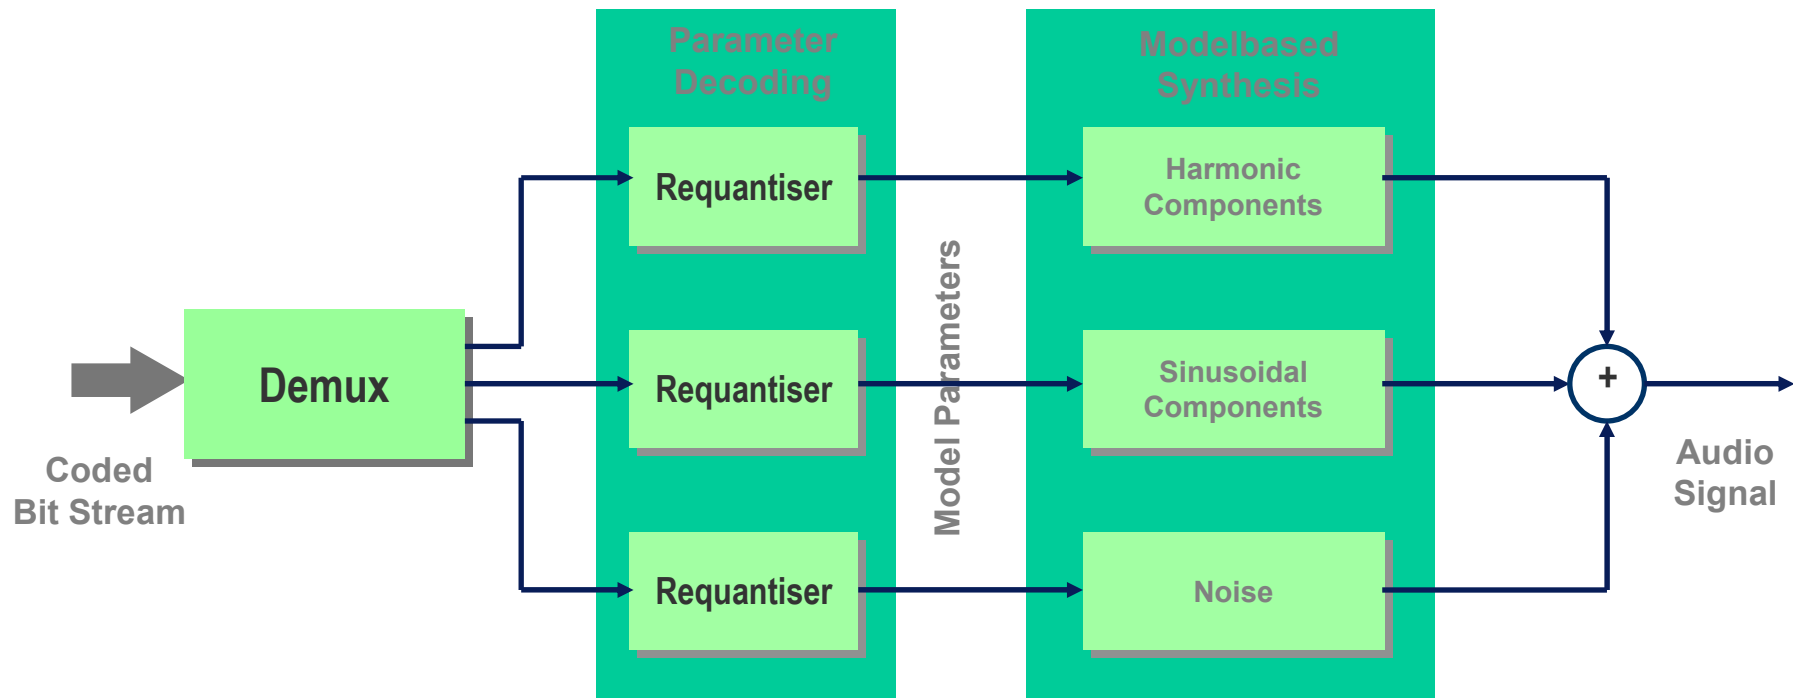 Parameter
Decoding
Modelbased
Synthesis
Requantiser
Harmonic
Components
Model Parameters
Demux
Requantiser
Sinusoidal
Components
+
Coded
Bit Stream
Audio
Signal
Requantiser
Noise